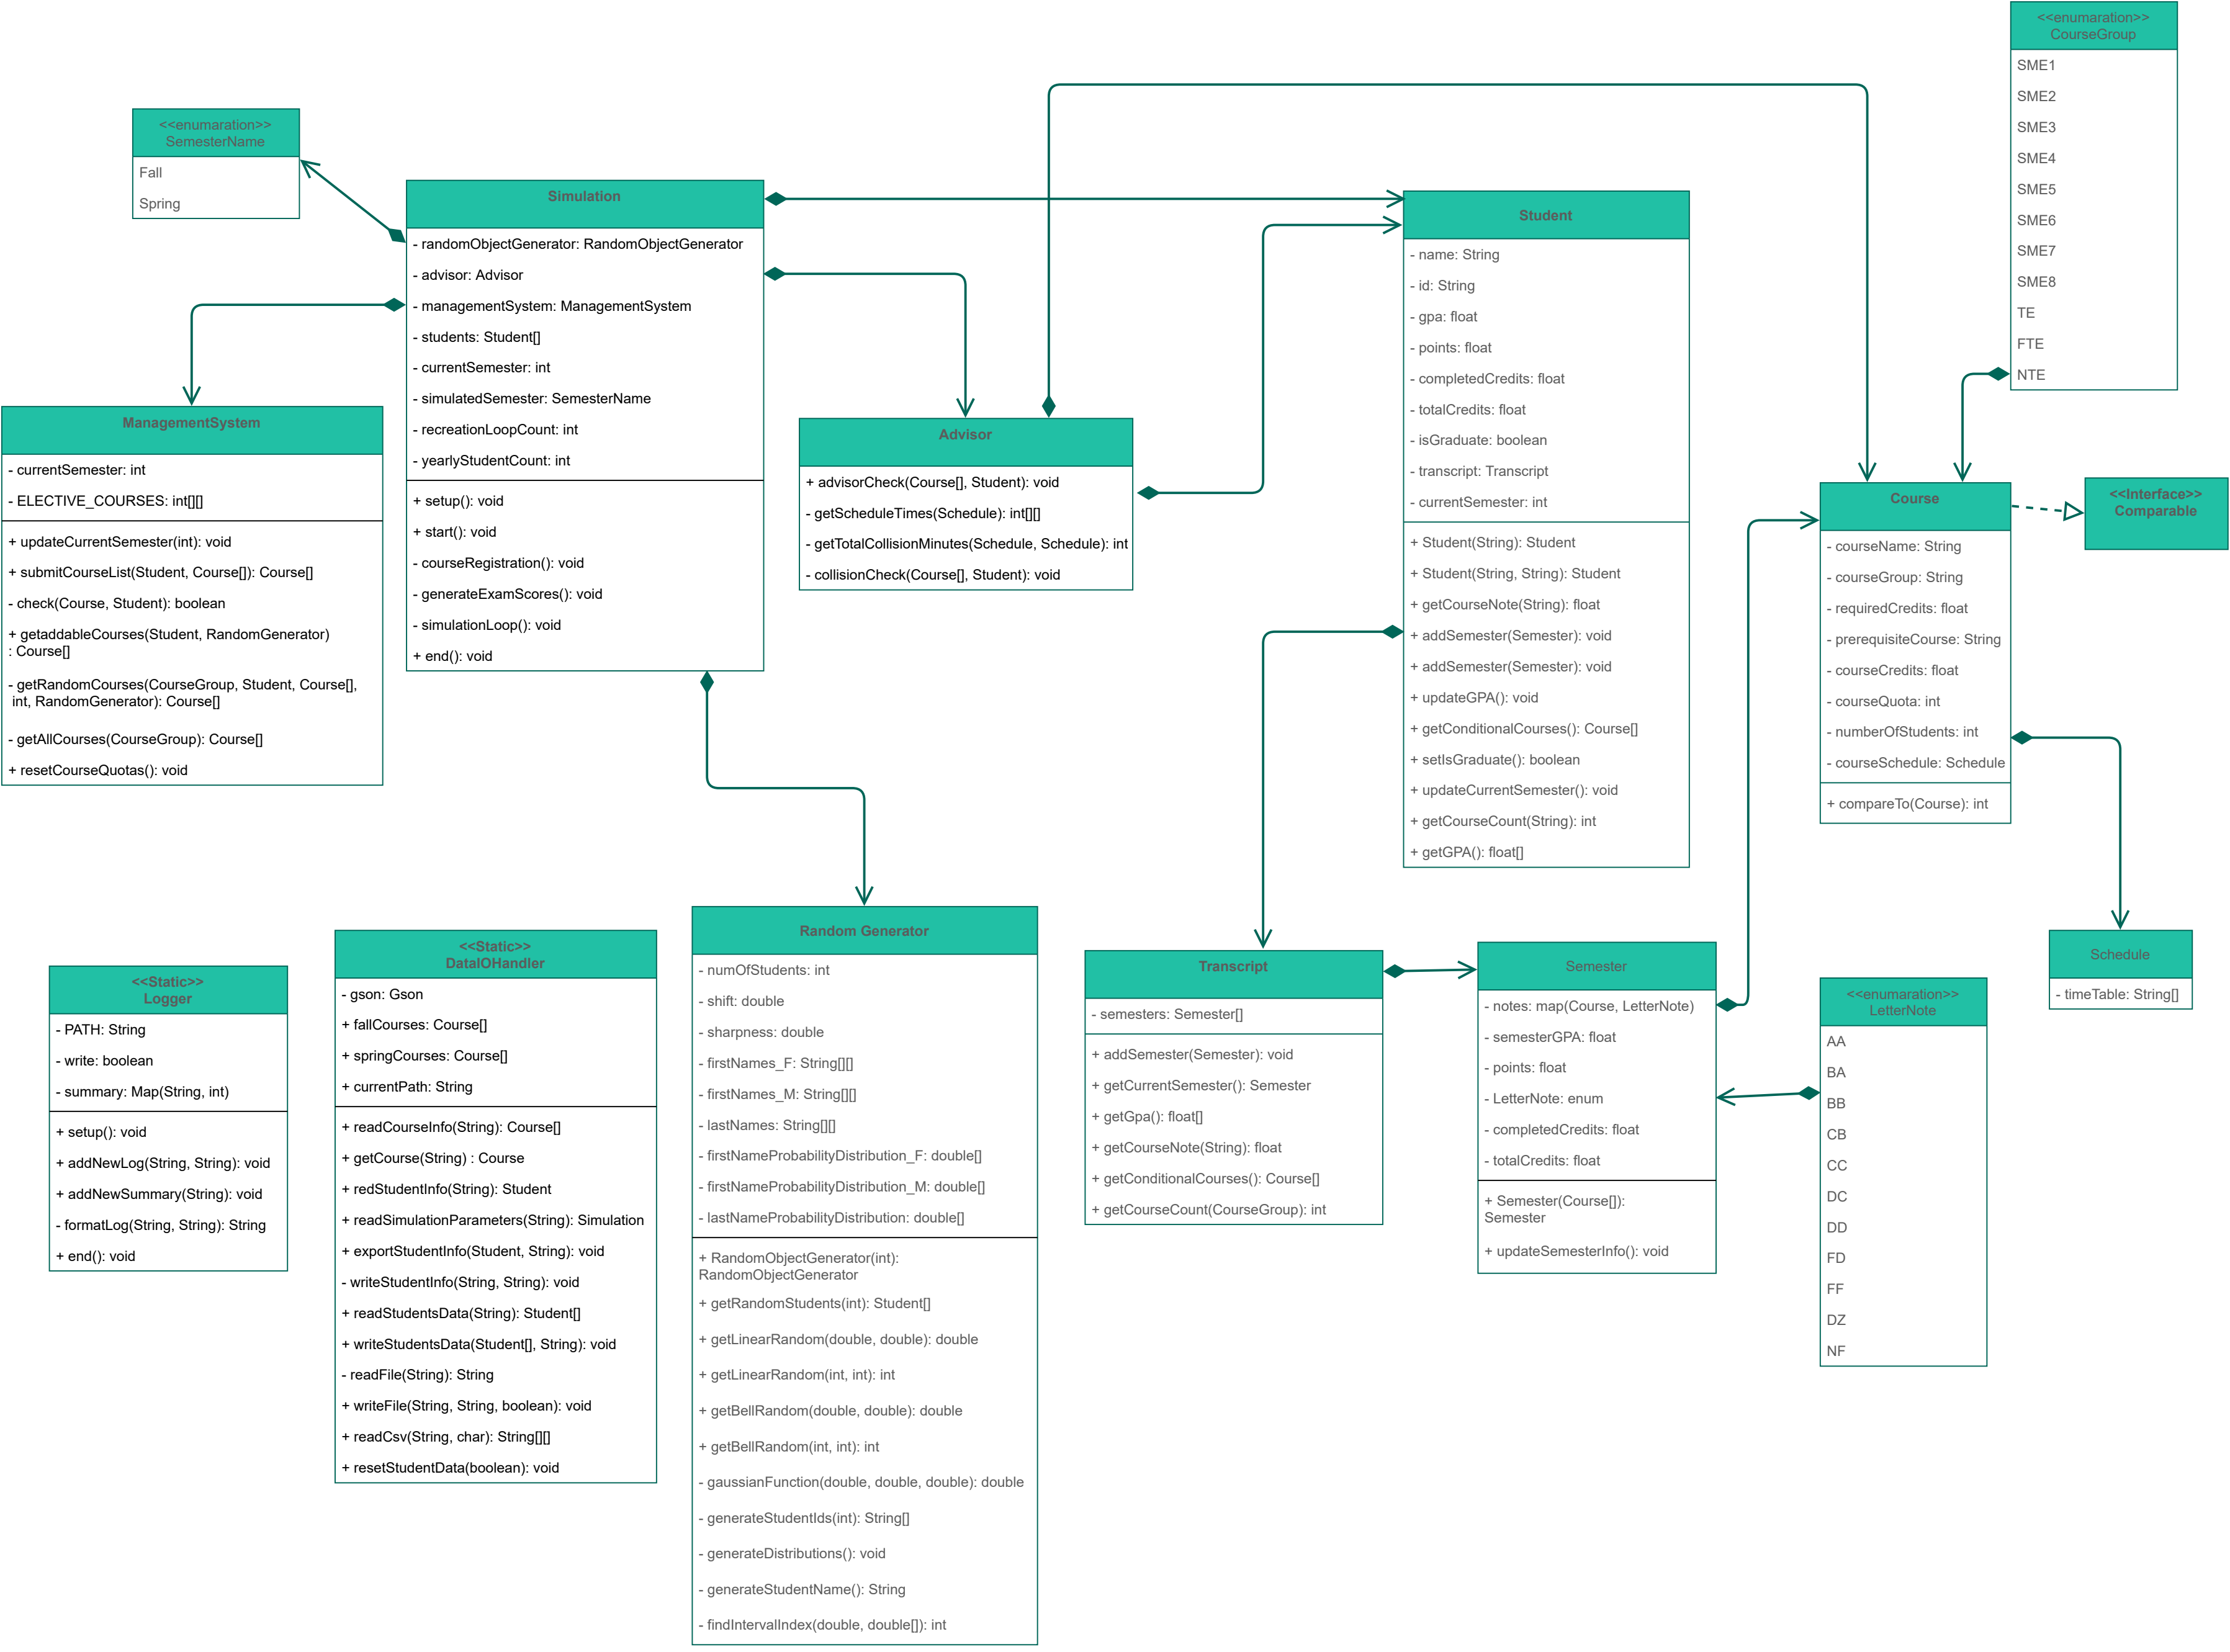 <<enumaration>>
CourseGroup
SME1
SME2
SME3
SME4
SME5
SME6
SME7
SME8
TE
FTE
NTE
<<enumaration>>
SemesterName
Fall
Spring
Simulation
- randomObjectGenerator: RandomObjectGenerator
- advisor: Advisor
- managementSystem: ManagementSystem
- students: Student[]
- currentSemester: int
- simulatedSemester: SemesterName
- recreationLoopCount: int
- yearlyStudentCount: int
+ setup(): void
+ start(): void
- courseRegistration(): void
- generateExamScores(): void
- simulationLoop(): void
+ end(): void
Student
- name: String
- id: String
- gpa: float
- points: float
- completedCredits: float
- totalCredits: float
- isGraduate: boolean
- transcript: Transcript
- currentSemester: int
+ Student(String): Student
+ Student(String, String): Student
+ getCourseNote(String): float
+ addSemester(Semester): void
+ addSemester(Semester): void
+ updateGPA(): void
+ getConditionalCourses(): Course[]
+ setIsGraduate(): boolean
+ updateCurrentSemester(): void
+ getCourseCount(String): int
+ getGPA(): float[]
ManagementSystem
- currentSemester: int
- ELECTIVE_COURSES: int[][]
+ updateCurrentSemester(int): void
+ submitCourseList(Student, Course[]): Course[]
- check(Course, Student): boolean
+ getaddableCourses(Student, RandomGenerator)
: Course[]
- getRandomCourses(CourseGroup, Student, Course[],
int, RandomGenerator): Course[]
- getAllCourses(CourseGroup): Course[]
+ resetCourseQuotas(): void
Advisor
+ advisorCheck(Course[], Student): void
- getScheduleTimes(Schedule): int[][]
- getTotalCollisionMinutes(Schedule, Schedule): int
- collisionCheck(Course[], Student): void
Course
- courseName: String
- courseGroup: String
- requiredCredits: float
- prerequisiteCourse: String
- courseCredits: float
- courseQuota: int
- numberOfStudents: int
- courseSchedule: Schedule
+ compareTo(Course): int
<<Interface>>
Comparable
<<Static>>
Logger
- PATH: String
- write: boolean
- summary: Map(String, int)
+ setup(): void
+ addNewLog(String, String): void
+ addNewSummary(String): void
- formatLog(String, String): String
+ end(): void
<<Static>>
DataIOHandler
- gson: Gson
+ fallCourses: Course[]
+ springCourses: Course[]
+ currentPath: String
+ readCourseInfo(String): Course[]
+ getCourse(String) : Course
+ redStudentInfo(String): Student
+ readSimulationParameters(String): Simulation
+ exportStudentInfo(Student, String): void
- writeStudentInfo(String, String): void
+ readStudentsData(String): Student[]
+ writeStudentsData(Student[], String): void
- readFile(String): String
+ writeFile(String, String, boolean): void
+ readCsv(String, char): String[][]
+ resetStudentData(boolean): void
Random Generator
- numOfStudents: int
- shift: double
- sharpness: double
- firstNames_F: String[][]
- firstNames_M: String[][]
- lastNames: String[][]
- firstNameProbabilityDistribution_F: double[]
- firstNameProbabilityDistribution_M: double[]
- lastNameProbabilityDistribution: double[]
+ RandomObjectGenerator(int):
RandomObjectGenerator
+ getRandomStudents(int): Student[]
+ getLinearRandom(double, double): double
+ getLinearRandom(int, int): int
+ getBellRandom(double, double): double
+ getBellRandom(int, int): int
- gaussianFunction(double, double, double): double
- generateStudentIds(int): String[]
- generateDistributions(): void
- generateStudentName(): String
- findIntervalIndex(double, double[]): int
Transcript
- semesters: Semester[]
+ addSemester(Semester): void
+ getCurrentSemester(): Semester
+ getGpa(): float[]
+ getCourseNote(String): float
+ getConditionalCourses(): Course[]
+ getCourseCount(CourseGroup): int
Semester
- notes: map(Course, LetterNote)
- semesterGPA: float
- points: float
- LetterNote: enum
- completedCredits: float
- totalCredits: float
+ Semester(Course[]):
Semester
+ updateSemesterInfo(): void
<<enumaration>>
LetterNote
AA
BA
BB
CB
CC
DC
DD
FD
FF
DZ
NF
Schedule
- timeTable: String[]